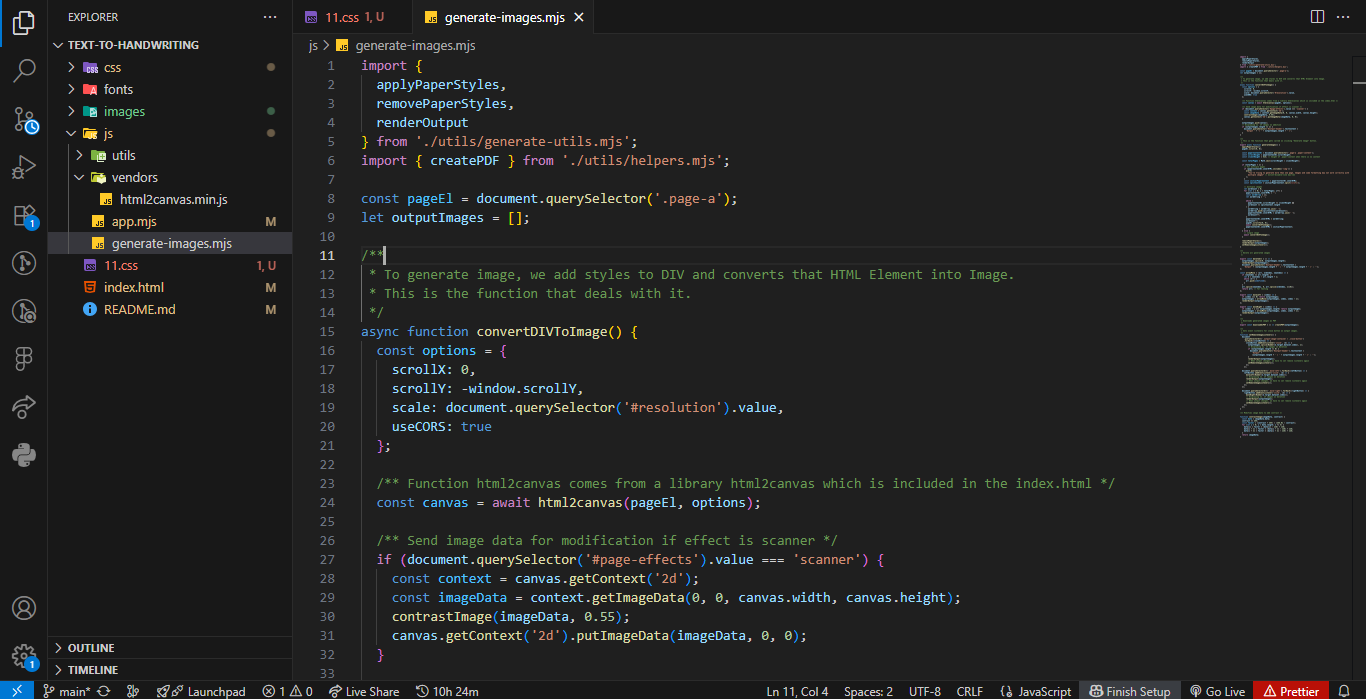 EXPLORER
TEXT-TO-HANDWRITING
css
fonts
images
js
utils
vendors
html2canvas.min.js
app.mjs M
generate-images.mjs
11.css 1, U
index.html M
README.md M
OUTLINE
TIMELINE
11.css 1, U generate-images.mjs
js > generate-images.mjs
1 import {
2 applyPaperStyles,
3 removePaperStyles,
4 renderOutput
5 } from './utils/generate-utils.mjs';
6 import { createPDF } from './utils/helpers.mjs';
7
8 const pageEl = document.querySelector('.page-a');
9 let outputImages = [];
10
11 /**
12 * To generate image, we add styles to DIV and converts that HTML Element into Image.
13 * This is the function that deals with it.
14 */
15 async function convertDIVToImage() {
16 const options = {
17 scrollX: 0,
18 scrollY: -window.scrollY,
19 scale: document.querySelector('#resolution').value,
20 useCORS: true
21 };
22
23 /** Function html2canvas comes from a library html2canvas which is included in the index.html */
24 const canvas = await html2canvas(pageEl, options);
25
26 /** Send image data for modification if effect is scanner */
27 if (document.querySelector('#page-effects').value === 'scanner') {
28 const context = canvas.getContext('2d');
29 const imageData = context.getImageData(0, 0, canvas.width, canvas.height);
30 contrastImage(imageData, 0.55);
31 canvas.getContext('2d').putImageData(imageData, 0, 0);
32 }
33
1
1
main* Launchpad 1 0 Live Share 10h 24m Ln 11, Col 4 Spaces: 2 UTF-8 CRLF {} JavaScript Finish Setup Go Live Prettier